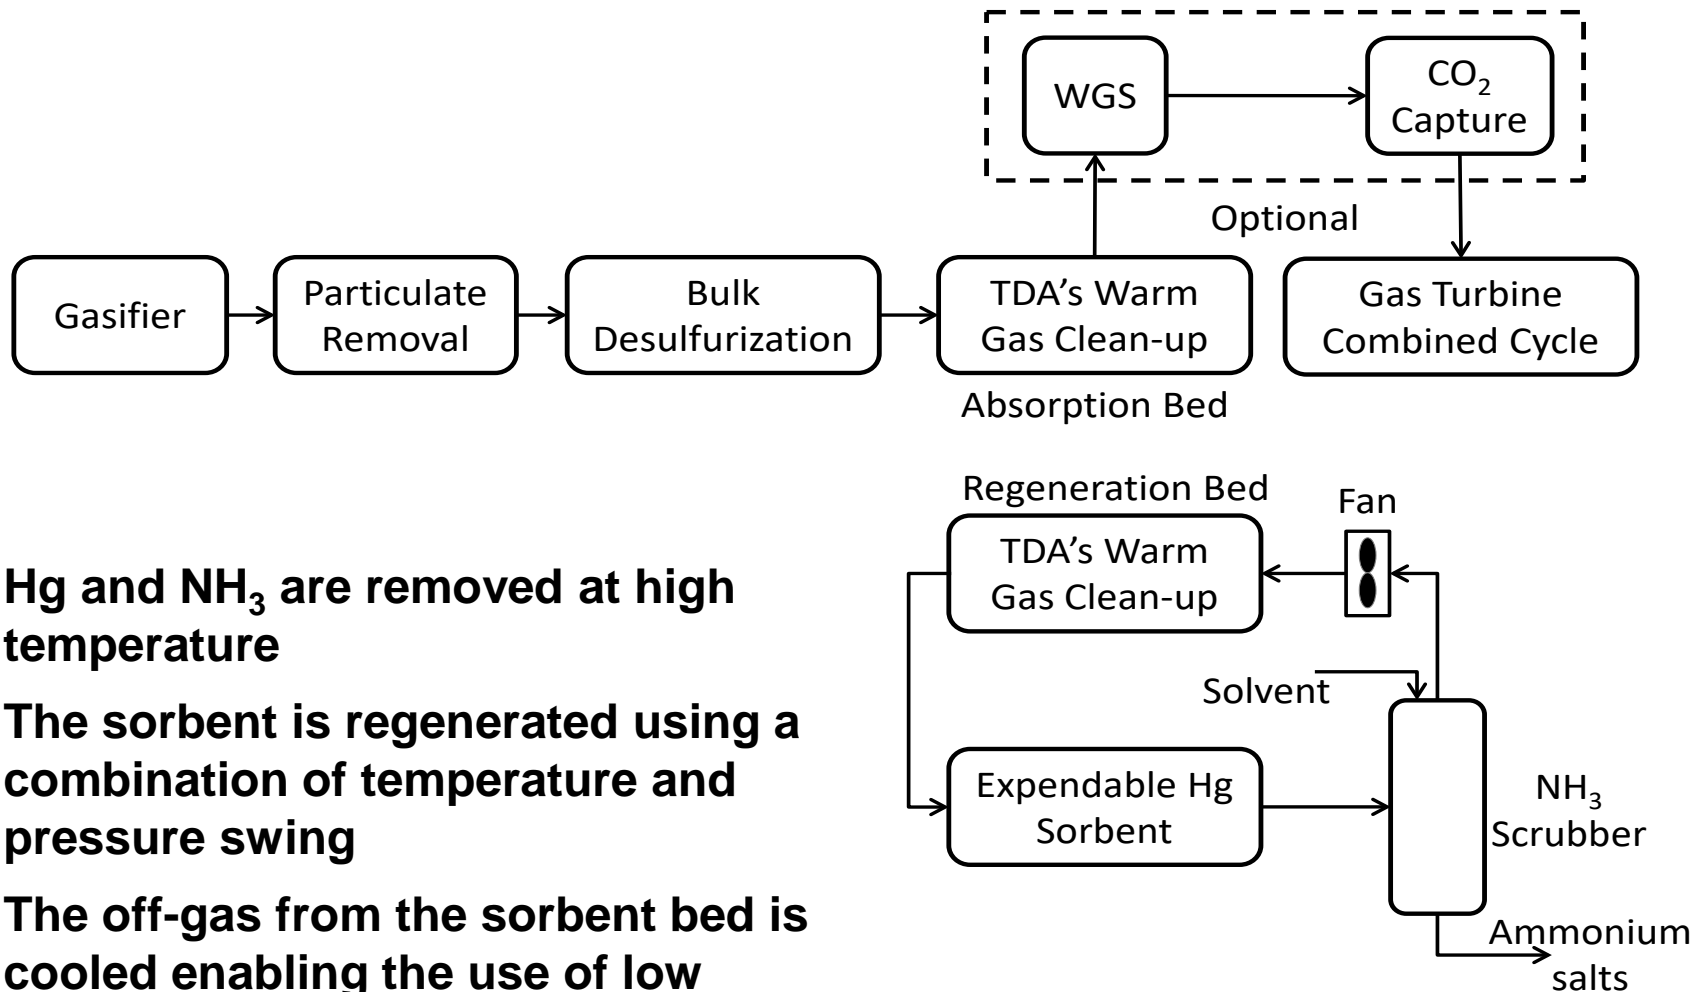 WGS
CO₂
Capture
Optional
Gasifier
Particulate
Removal
Bulk
Desulfurization
TDA’s Warm
Gas Clean-up
Gas Turbine
Combined Cycle
Absorption Bed
Regeneration Bed
Fan
TDA’s Warm
Gas Clean-up
Solvent
Expendable Hg
Sorbent
NH₃
Scrubber
Ammonium
salts
Hg and NH₃ are removed at high
temperature
The sorbent is regenerated using a
combination of temperature and
pressure swing
The off-gas from the sorbent bed is
cooled enabling the use of low